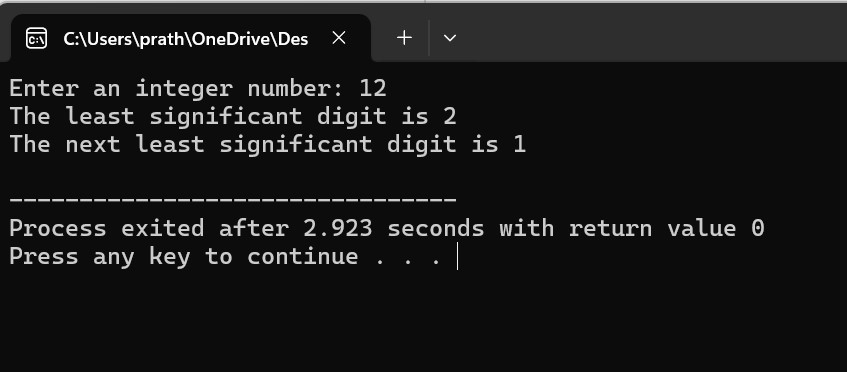 C:\Users\prath\OneDrive\Des
Enter an integer number: 12
The least significant digit is 2
The next least significant digit is 1
--------------------------------
Process exited after 2.923 seconds with return value 0
Press any key to continue . . .